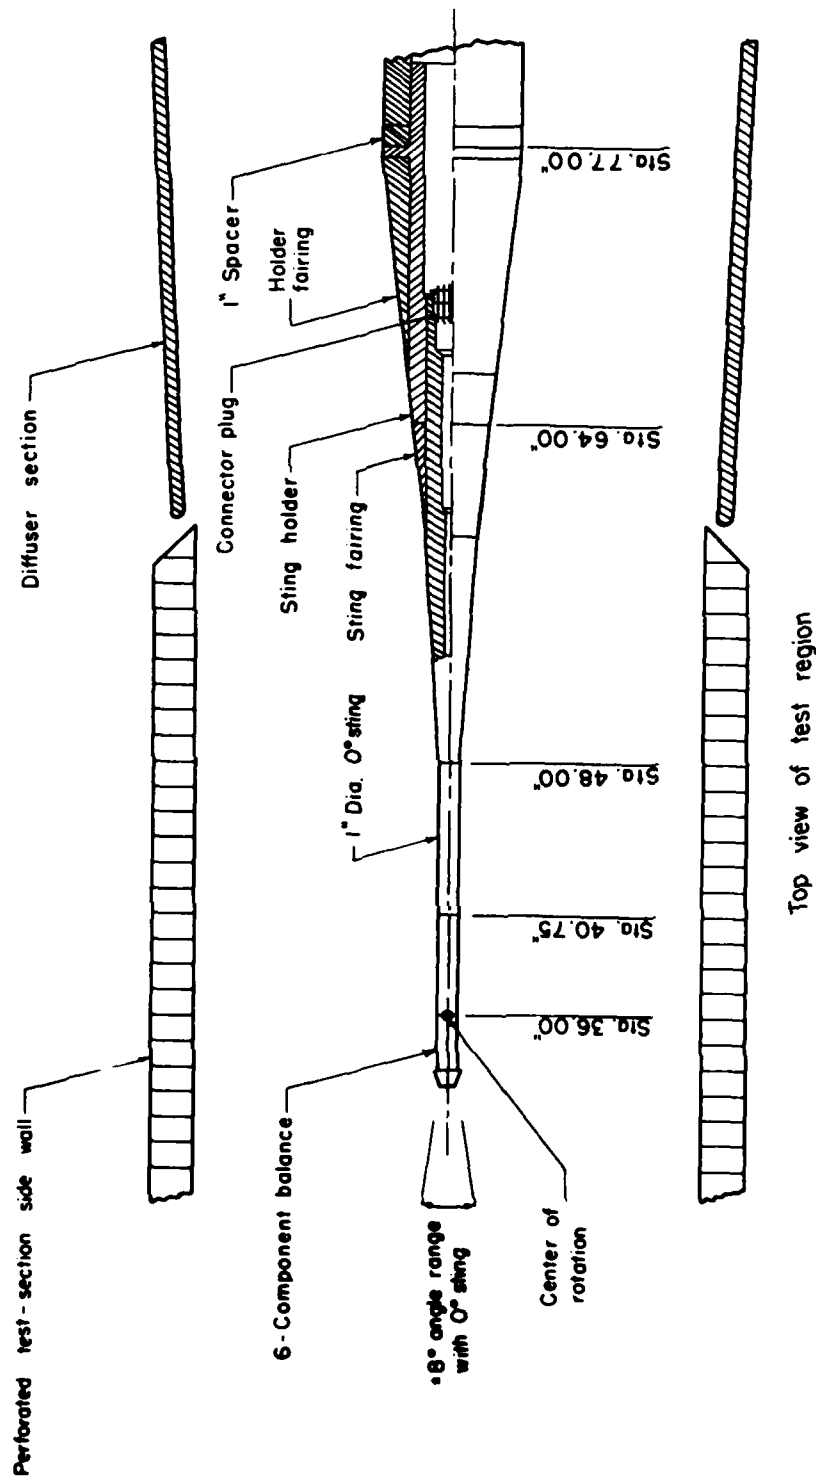 Perforated test-section side wall
Diffuser section
Connector plug
1" Spacer
Holder
fairing
Sting holder
Sting fairing
1" Dia. 0° sting
6-Component balance
±8° angle range
with 0° sting
Center of
rotation
Sta. 36.00"
Sta. 40.75"
Sta. 48.00"
Sta. 64.00"
Sta. 77.00"
Top view of test region